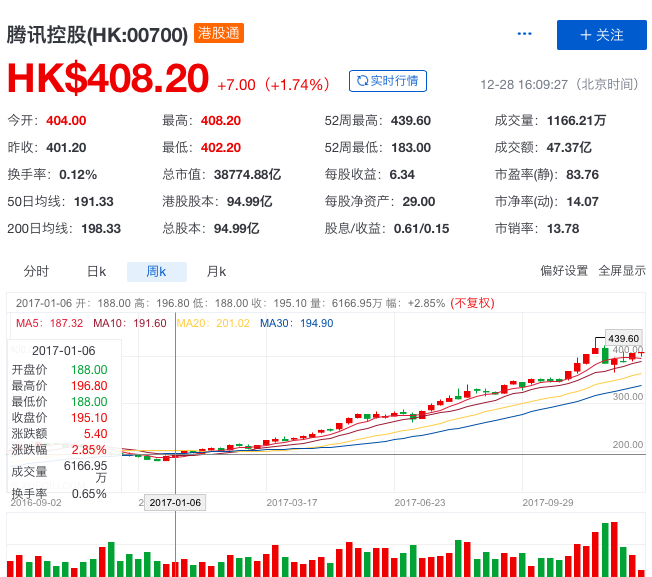 腾讯控股(HK:00700) 港股通 ··· + 关注
HK$408.20 +7.00（+1.74%） 实时行情 12-28 16:09:27（北京时间）
今开：404.00 最高：408.20 52周最高：439.60 成交量：1166.21万
昨收：401.20 最低：402.20 52周最低：183.00 成交额：47.37亿
换手率：0.12% 总市值：38774.88亿 每股收益：6.34 市盈率(静)：83.76
50日均线：191.33 港股股本：94.99亿 每股净资产：29.00 市净率(动)：14.07
200日均线：198.33 总股本：94.99亿 股息/收益：0.61/0.15 市销率：13.78
分时 日k 周k 月k 偏好设置 全屏显示
2017-01-06 开：188.00 高：196.80 低：188.00 收：195.10 量：6166.95万 幅：+2.85% (不复权)
MA5：187.32 MA10：191.60 MA20：201.02 MA30：194.90
439.60
400.00
300.00
200.00
2017-01-06
开盘价 188.00
最高价 196.80
最低价 188.00
收盘价 195.10
涨跌额 5.40
涨跌幅 2.85%
成交量 6166.95
万
换手率 0.65%
2016-09-02 2017-01-06 2017-03-17 2017-06-23 2017-09-29